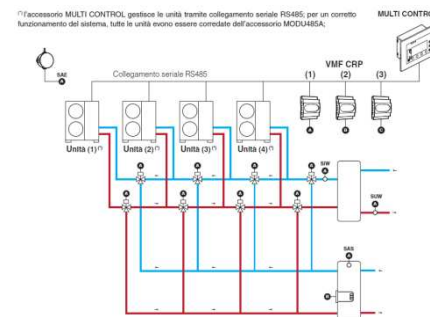 (*) l'accessorio MULTI CONTROL gestisce le unità tramite collegamento seriale RS485; per un corretto
funzionamento del sistema, tutte le unità evono essere corredate dell'accessorio MODU485A;
MULTI CONTRO
VMF CRP
(1) (2) (3)
Collegamento seriale RS485
SAE
A
A B C
Unità (1) (*) Unità (2) (*) Unità (3) (*) Unità (4) (*)
A A A A
SIW
A
A A A A
SUW
A
SAS
A